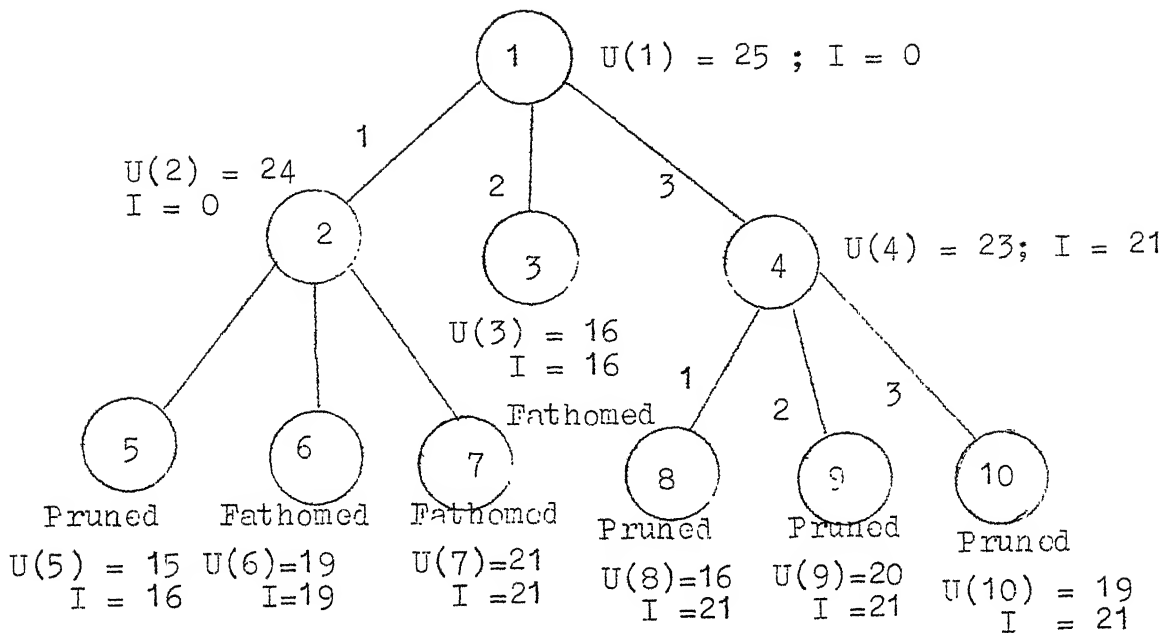 1
U(1) = 25 ; I = 0
1
2
3
U(2) = 24
I = 0
2
3
4
U(4) = 23; I = 21
U(3) = 16
I = 16
Fathomed
1
2
3
5
6
7
8
9
10
Pruned
U(5) = 15
I = 16
Fathomed
U(6)=19
I=19
Fathomed
U(7)=21
I =21
Pruned
U(8)=16
I =21
Pruned
U(9)=20
I =21
Pruned
U(10) = 19
I = 21